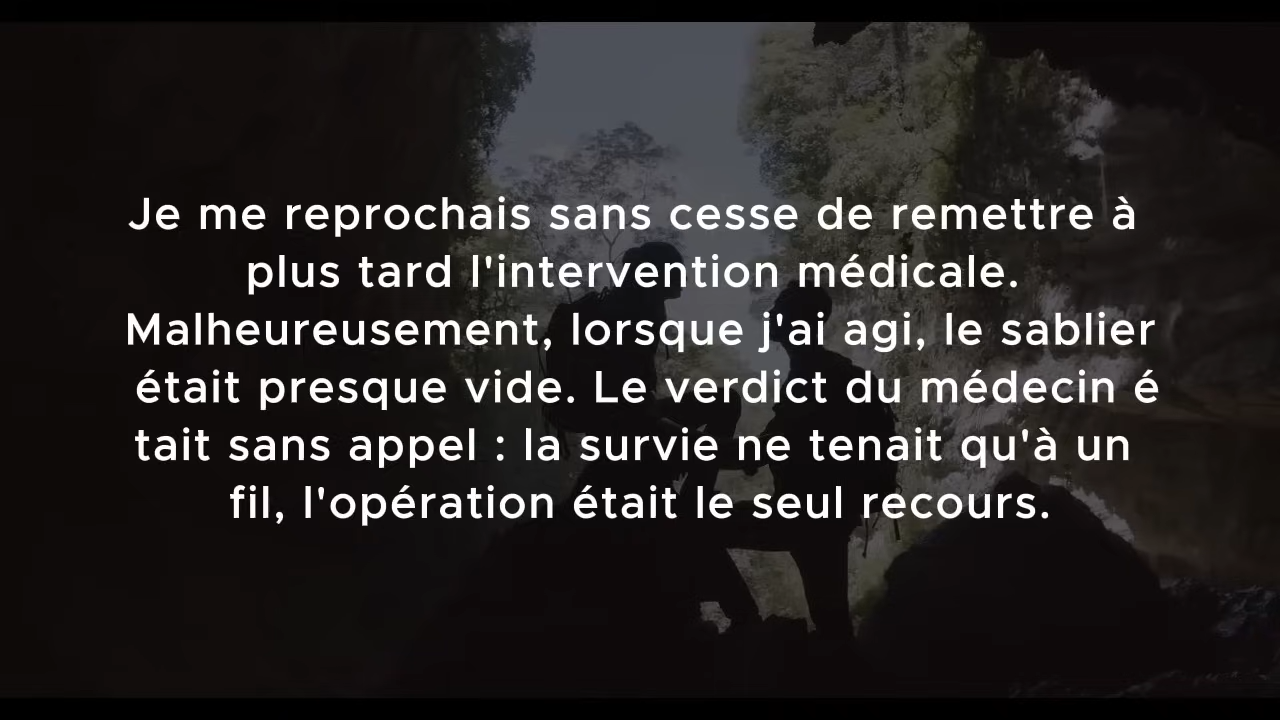 Je me reprochais sans cesse de remettre à
plus tard l'intervention médicale.
Malheureusement, lorsque j'ai agi, le sablier
était presque vide. Le verdict du médecin é
tait sans appel : la survie ne tenait qu'à un
fil, l'opération était le seul recours.